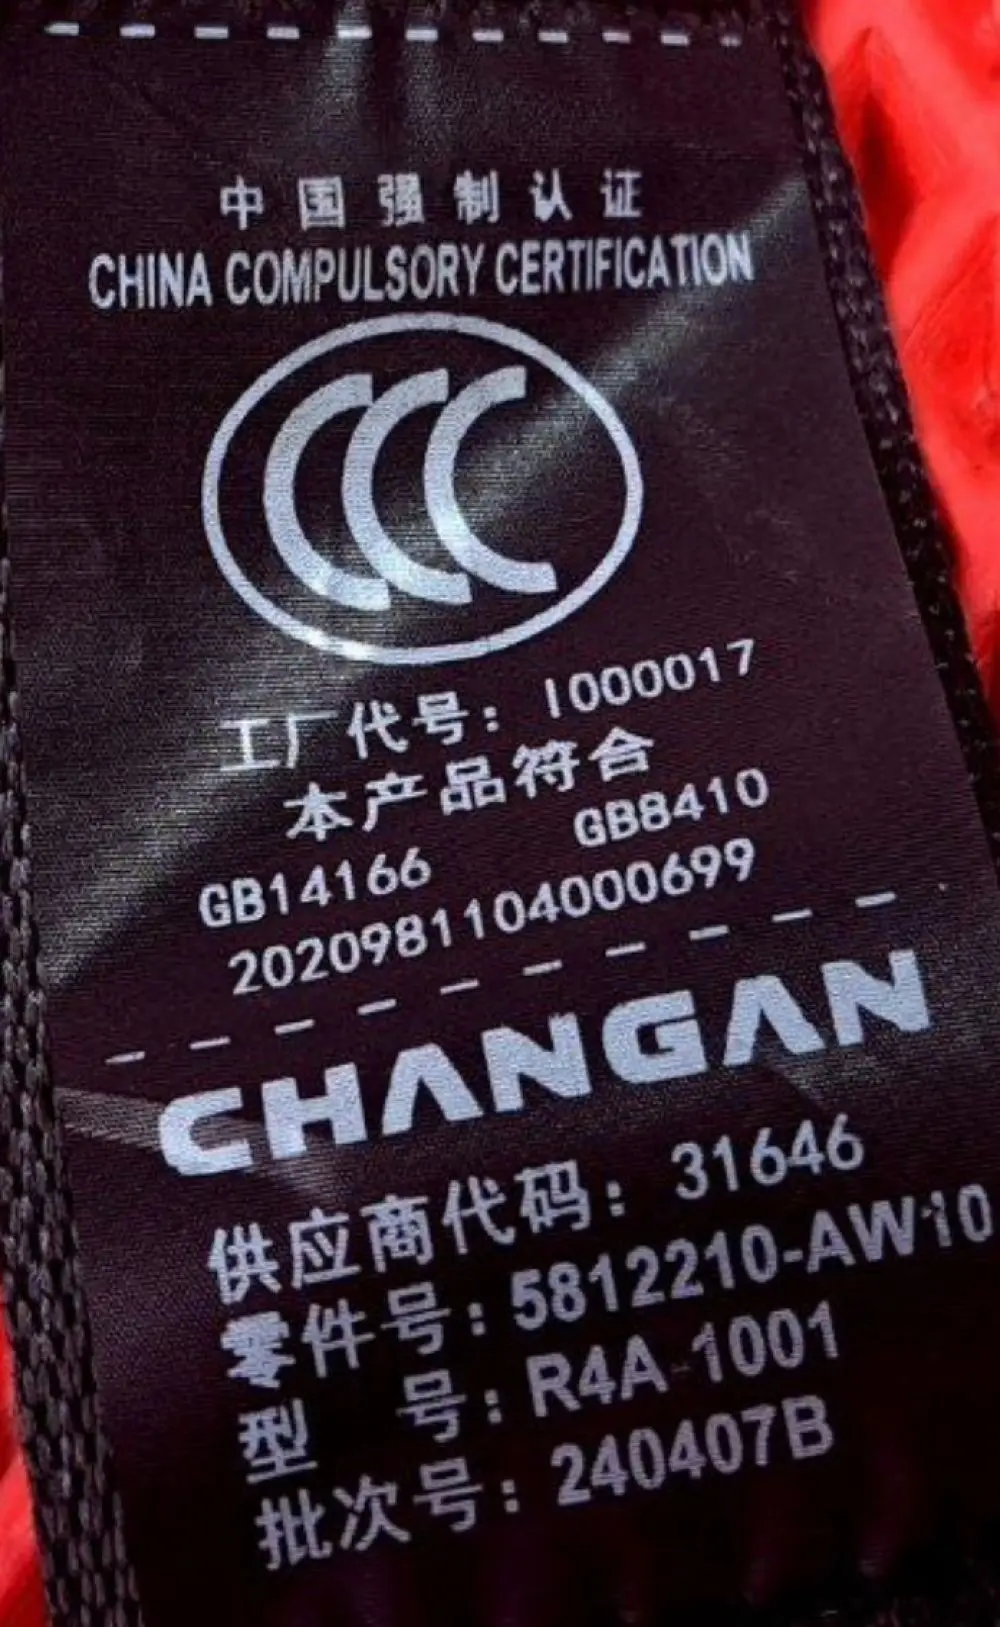 中国强制认证
CHINA COMPULSORY CERTIFICATION
CCC
工厂代号：I000017
本产品符合
GB14166 GB8410
2020981104000699
CHANGAN
供应商代码：31646
零件号：5812210-AW10
型 号：R4A-1001
批次号：240407B